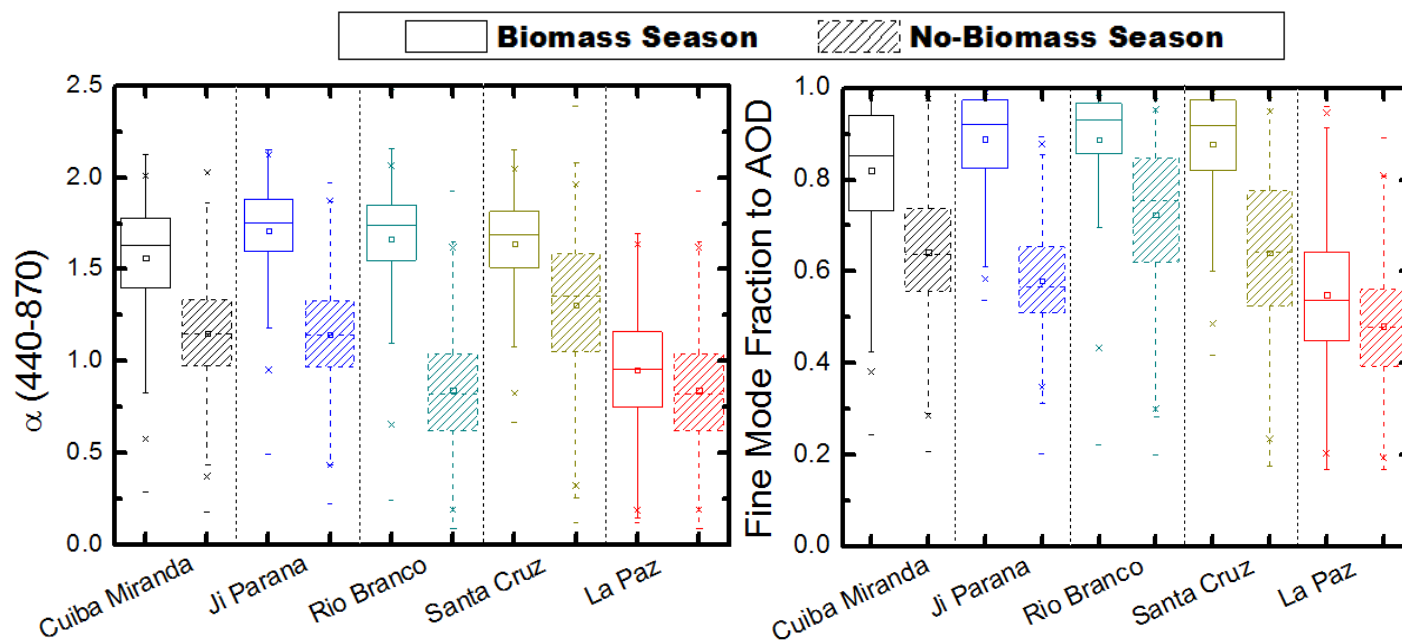 Biomass Season
No-Biomass Season
α (440-870)
2.5
2.0
1.5
1.0
0.5
0.0
Cuiba Miranda
Ji Parana
Rio Branco
Santa Cruz
La Paz
Fine Mode Fraction to AOD
1.0
0.8
0.6
0.4
0.2
0.0
Cuiba Miranda
Ji Parana
Rio Branco
Santa Cruz
La Paz